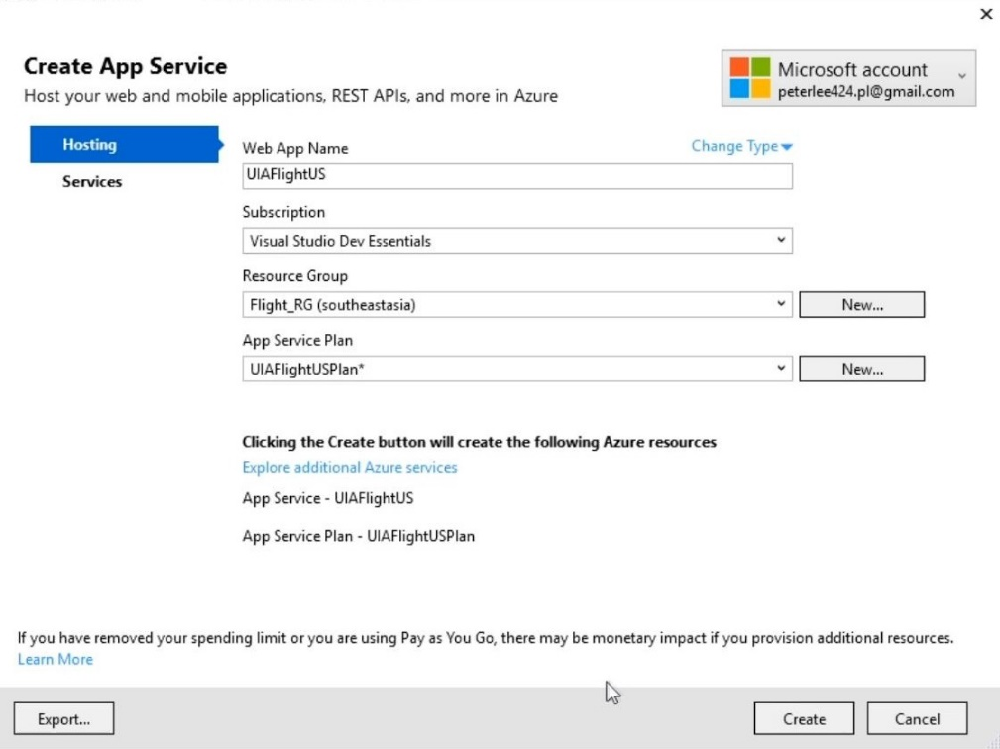 Create App Service
Host your web and mobile applications, REST APIs, and more in Azure
Microsoft account
peterlee424.pl@gmail.com
Hosting
Services
Web App Name
Change Type
UIAFlightUS
Subscription
Visual Studio Dev Essentials
Resource Group
Flight_RG (southeastasia)
New...
App Service Plan
UIAFlightUSPlan*
New...
Clicking the Create button will create the following Azure resources
Explore additional Azure services
App Service - UIAFlightUS
App Service Plan - UIAFlightUSPlan
If you have removed your spending limit or you are using Pay as You Go, there may be monetary impact if you provision additional resources.
Learn More
Export...
Create
Cancel